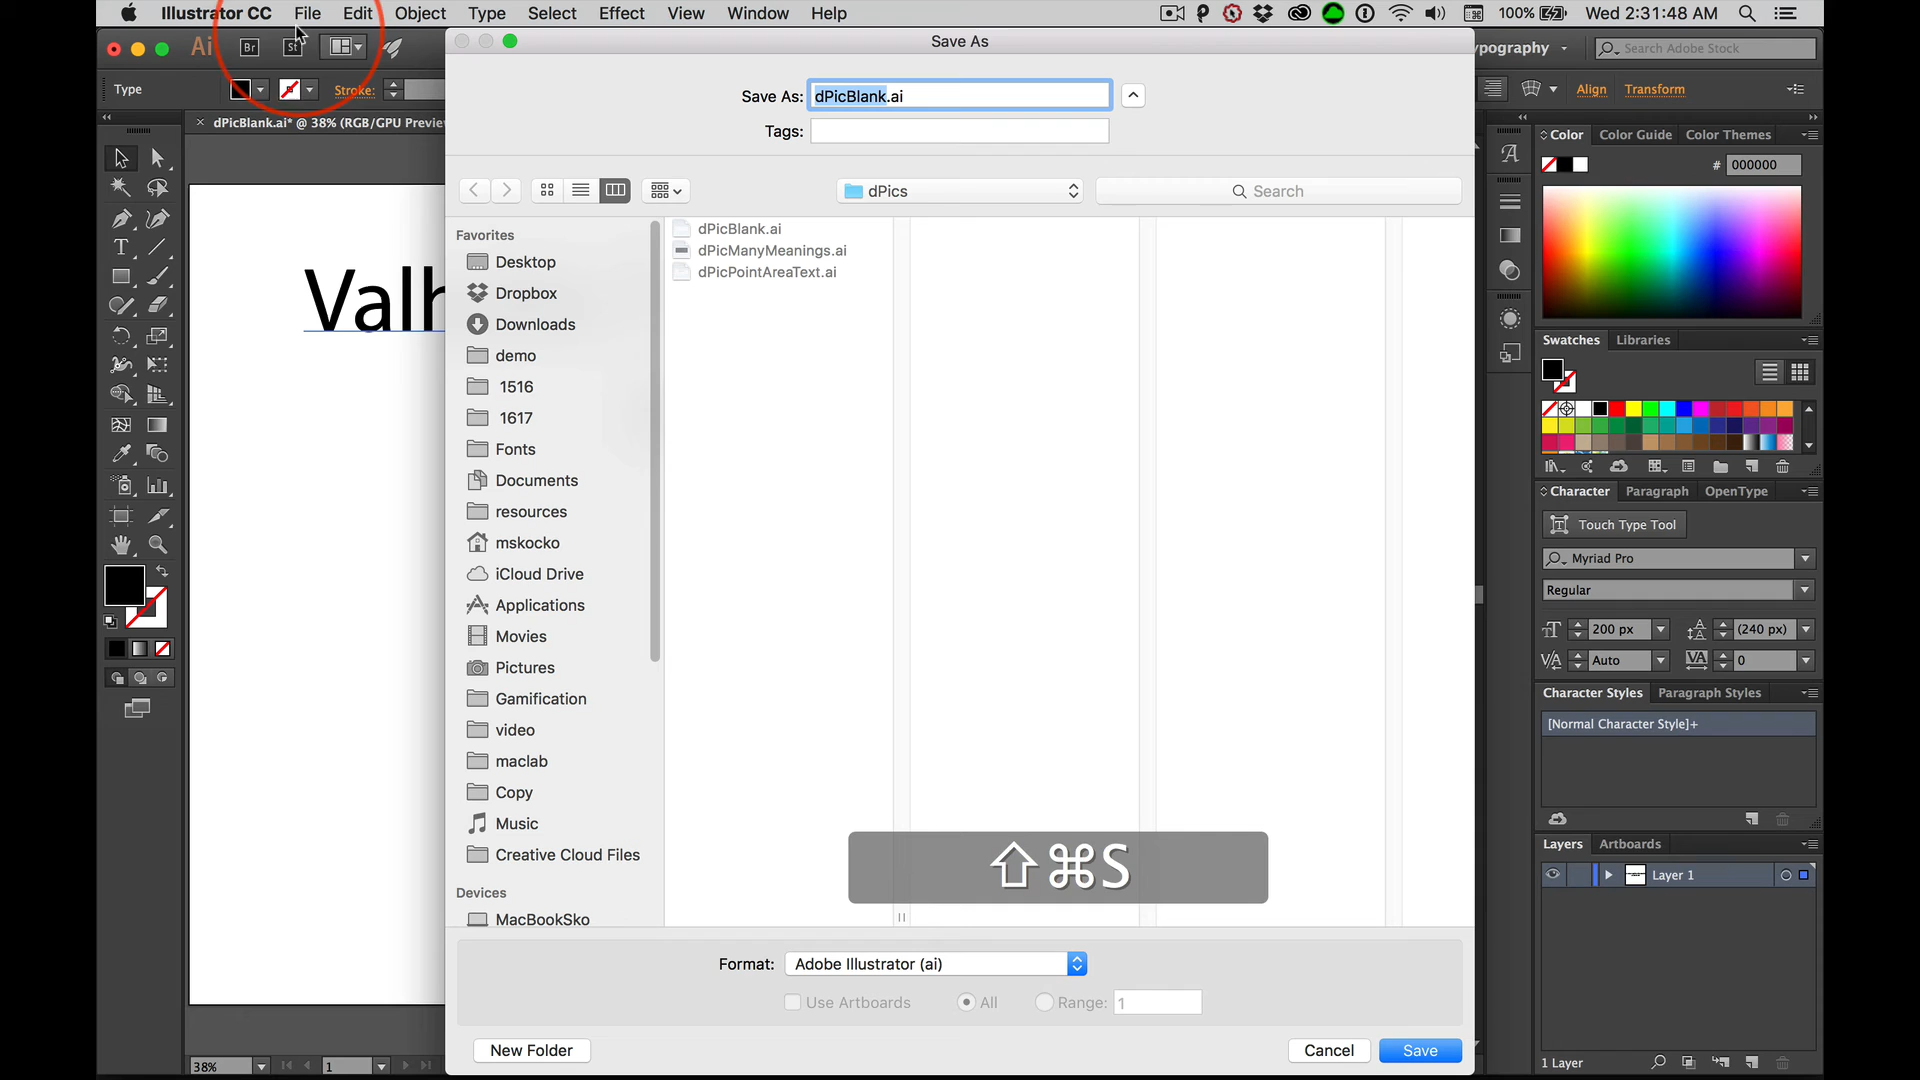 Illustrator CC File Edit Object Type Select Effect View Window Help 100% Wed 2:31:48 AM
Ai Br St Save As ypography Search Adobe Stock
Type Stroke: Save As: dPicBlank.ai Align Transform
Tags:
dPicBlank.ai* @ 38% (RGB/GPU Previe
Color Color Guide Color Themes
# 000000
dPics Search
Favorites
Desktop
Dropbox
Downloads
demo
1516
1617
Fonts
Documents
resources
mskocko
iCloud Drive
Applications
Movies
Pictures
Gamification
video
maclab
Copy
Music
Creative Cloud Files
Devices
MacBookSko
dPicBlank.ai
dPicManyMeanings.ai
dPicPointAreaText.ai
Valh
⇧⌘S
Format: Adobe Illustrator (ai)
Use Artboards All Range: 1
New Folder Cancel Save
Swatches Libraries
Character Paragraph OpenType
Touch Type Tool
Myriad Pro
Regular
200 px (240 px)
Auto 0
Character Styles Paragraph Styles
[Normal Character Style]+
Layers Artboards
Layer 1
1 Layer
38% 1